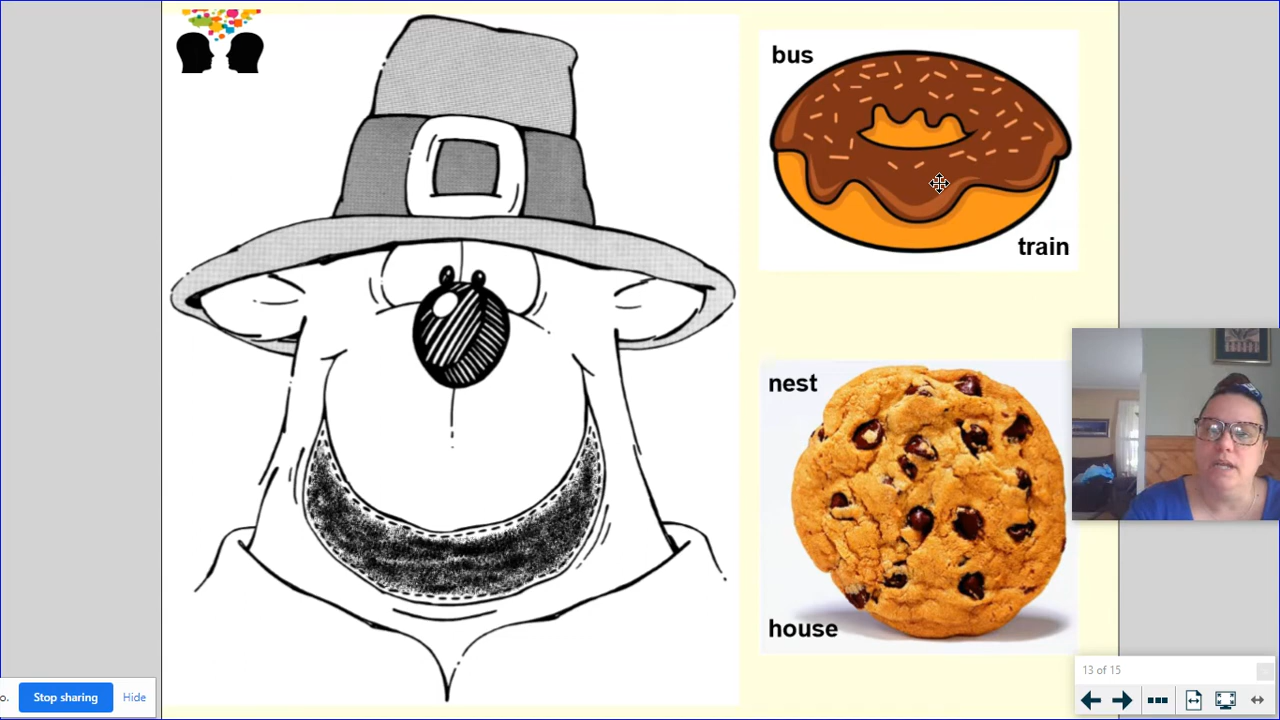 bus
train
nest
house
13 of 15
o.
Stop sharing
Hide